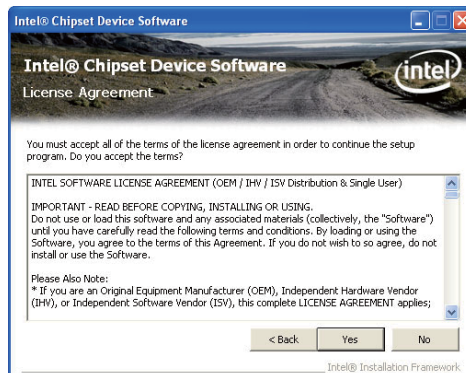 Intel® Chipset Device Software
Intel® Chipset Device Software
intel
License Agreement
You must accept all of the terms of the license agreement in order to continue the setup
program. Do you accept the terms?
INTEL SOFTWARE LICENSE AGREEMENT (OEM / IHV / ISV Distribution & Single User)
IMPORTANT - READ BEFORE COPYING, INSTALLING OR USING.
Do not use or load this software and any associated materials (collectively, the "Software")
until you have carefully read the following terms and conditions. By loading or using the
Software, you agree to the terms of this Agreement. If you do not wish to so agree, do not
install or use the Software.
Please Also Note:
* If you are an Original Equipment Manufacturer (OEM), Independent Hardware Vendor
(IHV), or Independent Software Vendor (ISV), this complete LICENSE AGREEMENT applies;
< Back Yes No
Intel® Installation Framework